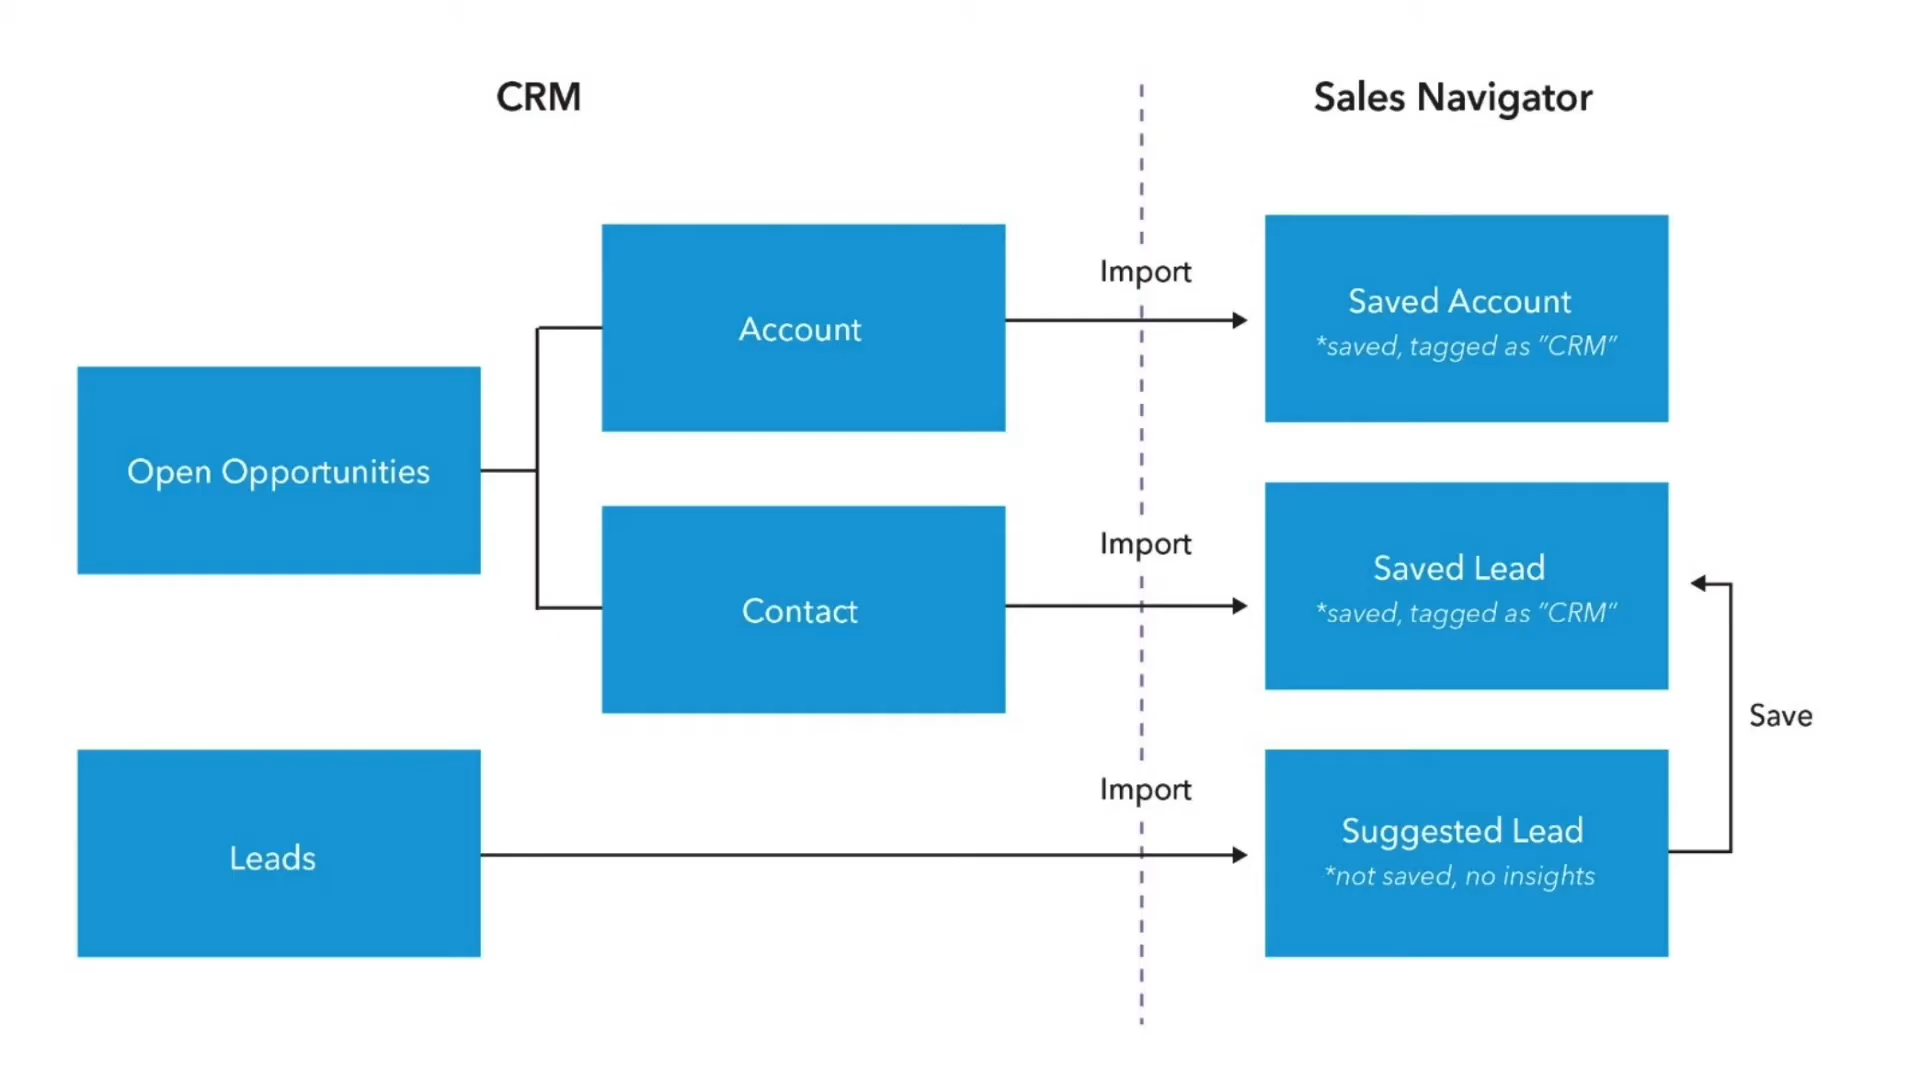 CRM
Sales Navigator
Account
Import
Saved Account
*saved, tagged as "CRM"
Open Opportunities
Contact
Import
Saved Lead
*saved, tagged as "CRM"
Save
Leads
Import
Suggested Lead
*not saved, no insights